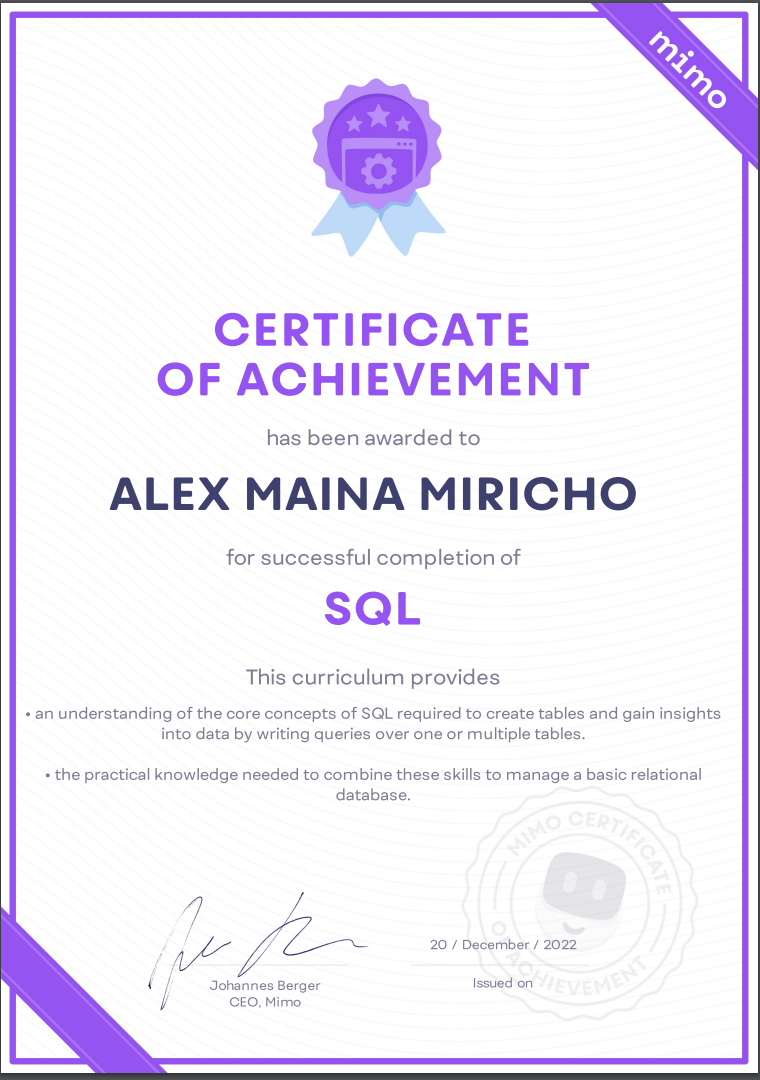 mimo
CERTIFICATE
OF ACHIEVEMENT
has been awarded to
ALEX MAINA MIRICHO
for successful completion of
SQL
This curriculum provides
• an understanding of the core concepts of SQL required to create tables and gain insights
into data by writing queries over one or multiple tables.
• the practical knowledge needed to combine these skills to manage a basic relational
database.
MIMO CERTIFICATE
OF ACHIEVEMENT
20 / December / 2022
Johannes Berger
CEO, Mimo
Issued on